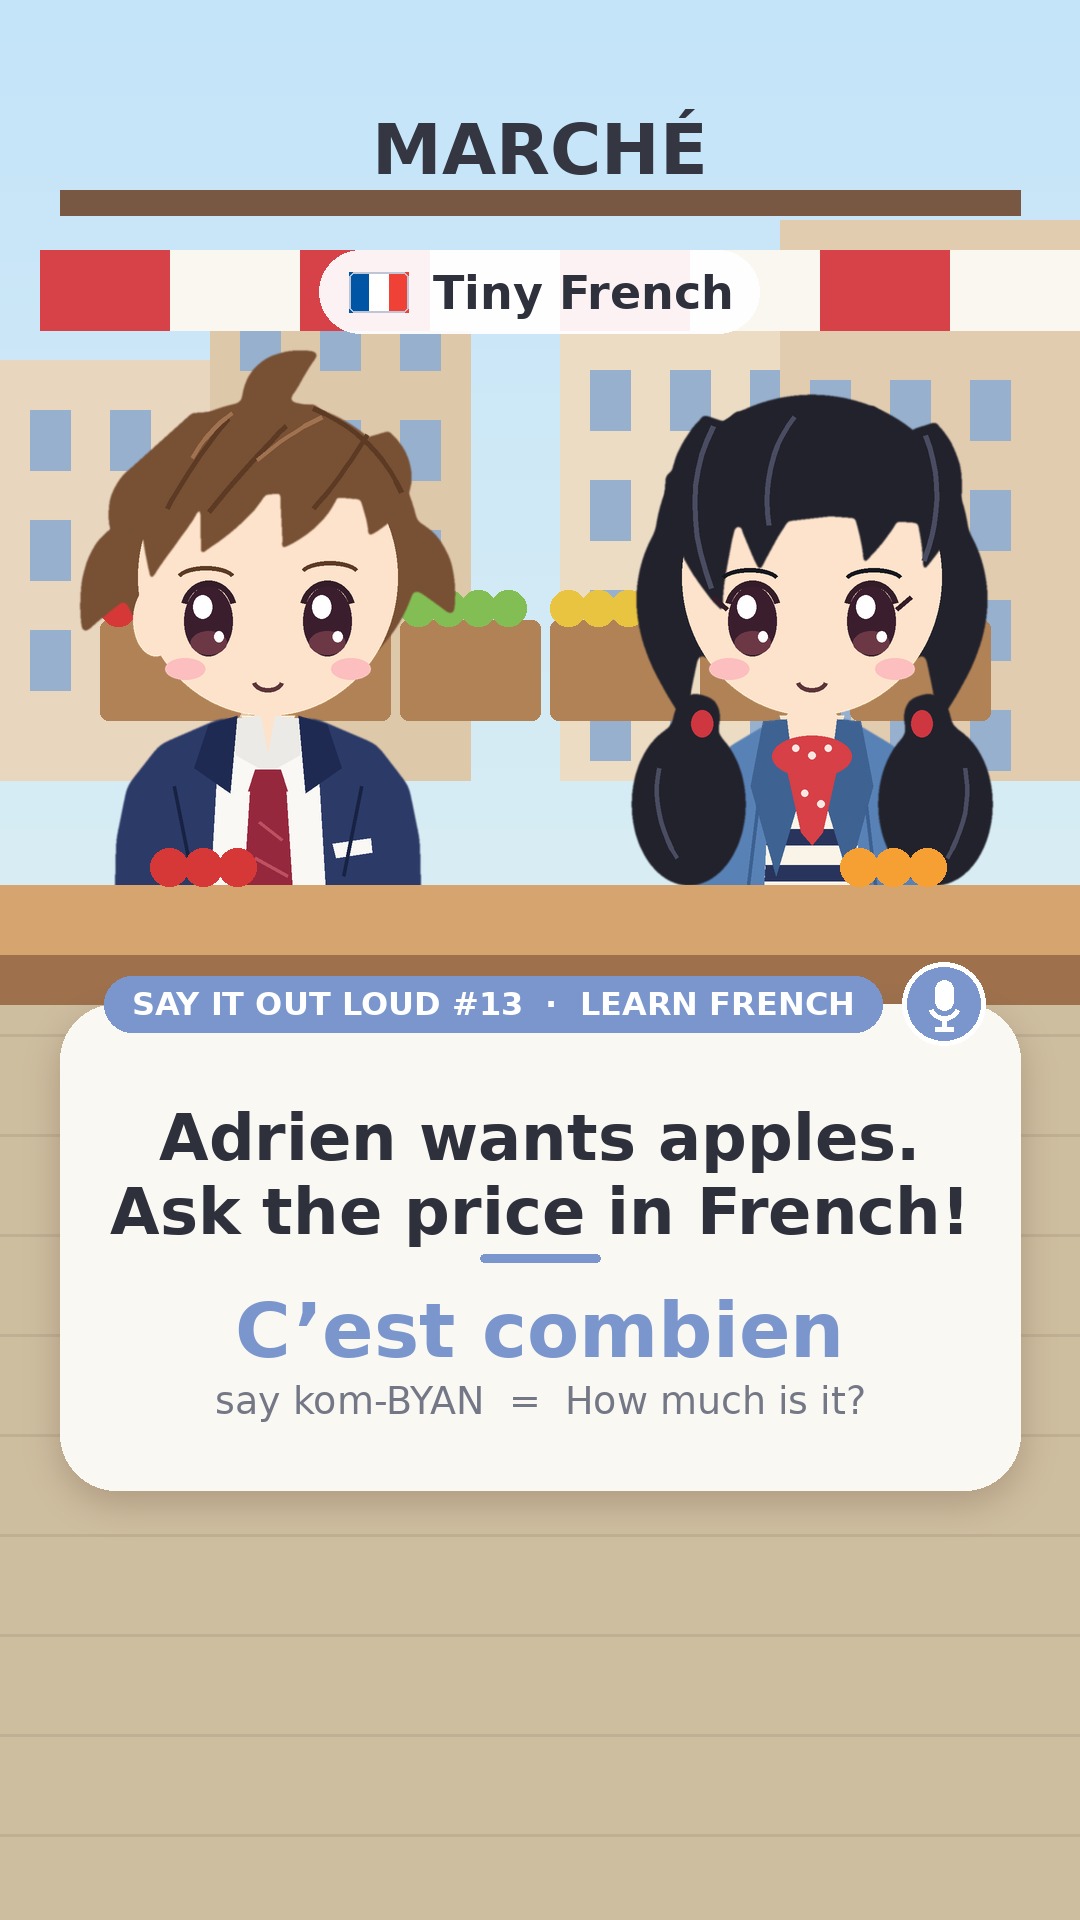 MARCHÉ
Tiny French
SAY IT OUT LOUD #13 · LEARN FRENCH
Adrien wants apples.
Ask the price in French!
C’est combien
say kom-BYAN = How much is it?